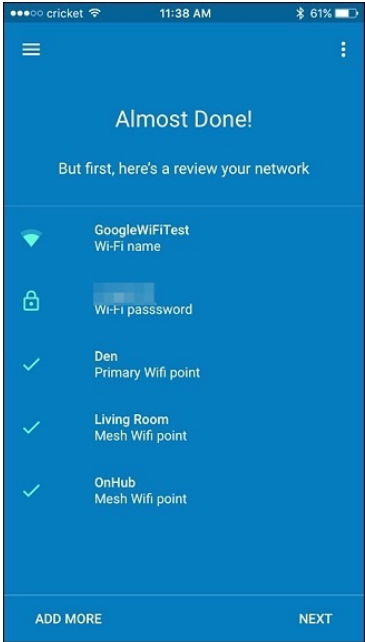 cricket 11:38 AM 61%
Almost Done!
But first, here's a review your network
GoogleWiFiTest
Wi-Fi name
Wi-Fi passsword
Den
Primary Wifi point
Living Room
Mesh Wifi point
OnHub
Mesh Wifi point
ADD MORE NEXT